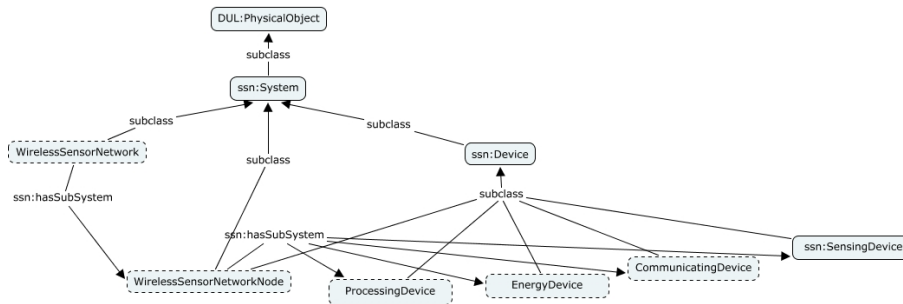 DUL:PhysicalObject
subclass
ssn:System
subclass
subclass
WirelessSensorNetwork
subclass
ssn:Device
ssn:hasSubSystem
subclass
ssn:hasSubSystem
ssn:SensingDevice
WirelessSensorNetworkNode
ProcessingDevice
EnergyDevice
CommunicatingDevice